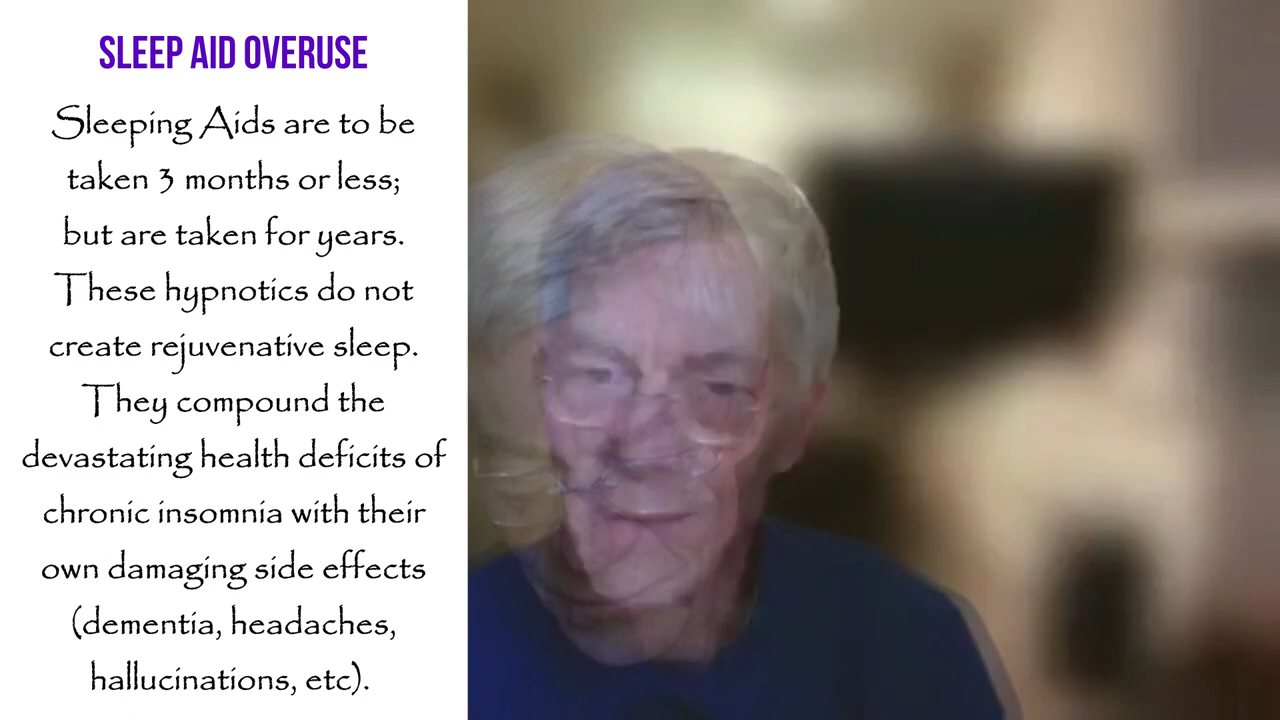 SLEEP AID OVERUSE
Sleeping Aids are to be
taken 3 months or less;
but are taken for years.
These hypnotics do not
create rejuvenative sleep.
They compound the
devastating health deficits of
chronic insomnia with their
own damaging side effects
(dementia, headaches,
hallucinations, etc).